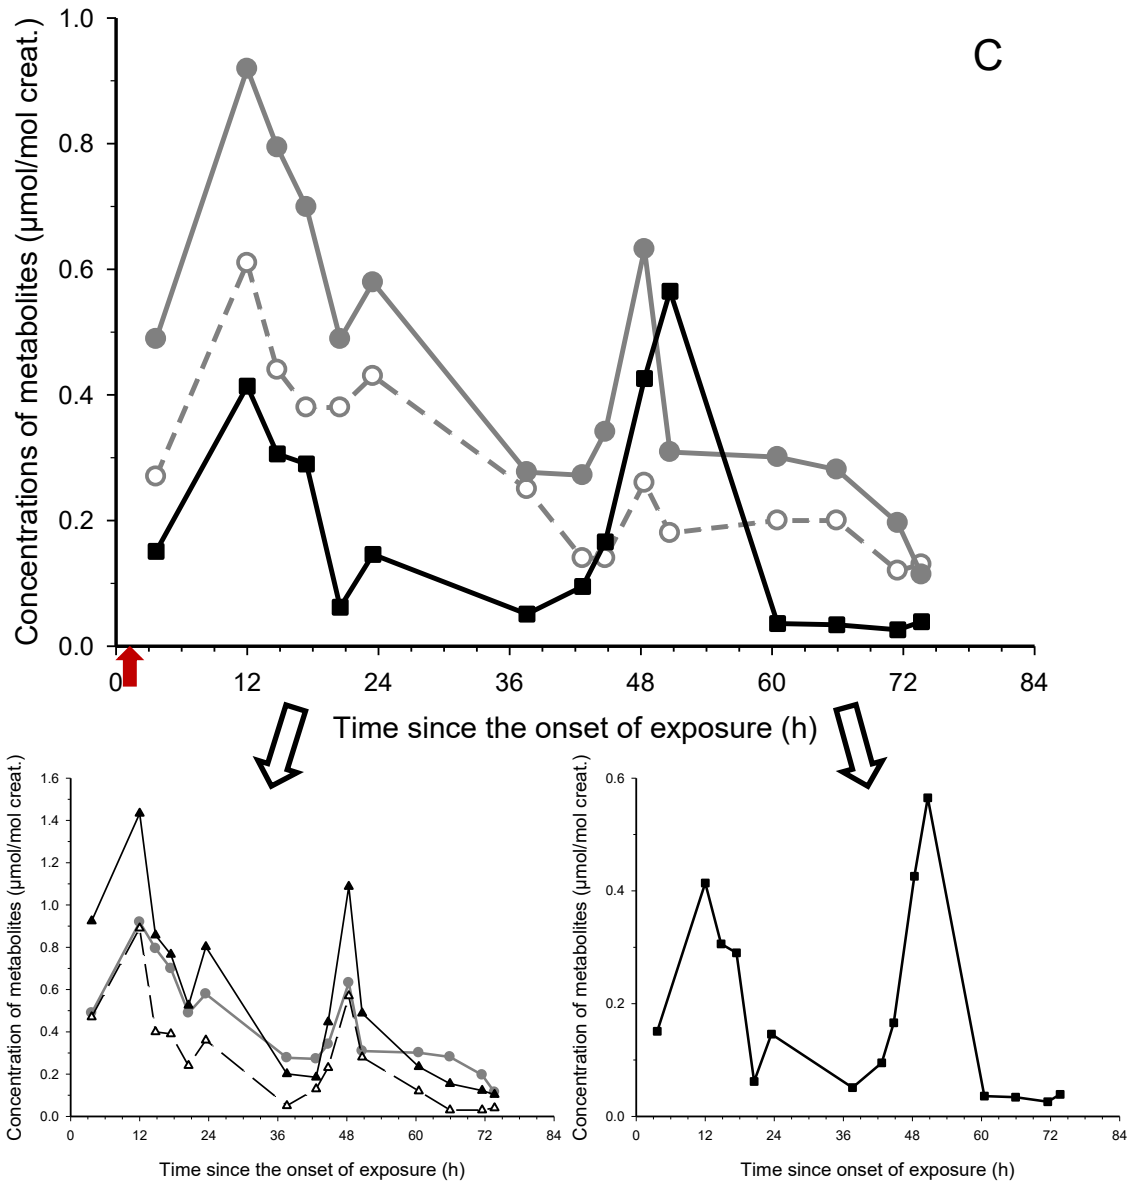 C
Concentrations of metabolites (µmol/mol creat.)
1.0
0.8
0.6
0.4
0.2
0.0
0 12 24 36 48 60 72 84
Time since the onset of exposure (h)
Concentration of metabolites (µmol/mol creat.)
1.6
1.4
1.2
1.0
0.8
0.6
0.4
0.2
0.0
0 12 24 36 48 60 72 84
Time since the onset of exposure (h)
Concentration of metabolites (µmol/mol creat.)
0.6
0.4
0.2
0.0
0 12 24 36 48 60 72 84
Time since onset of exposure (h)